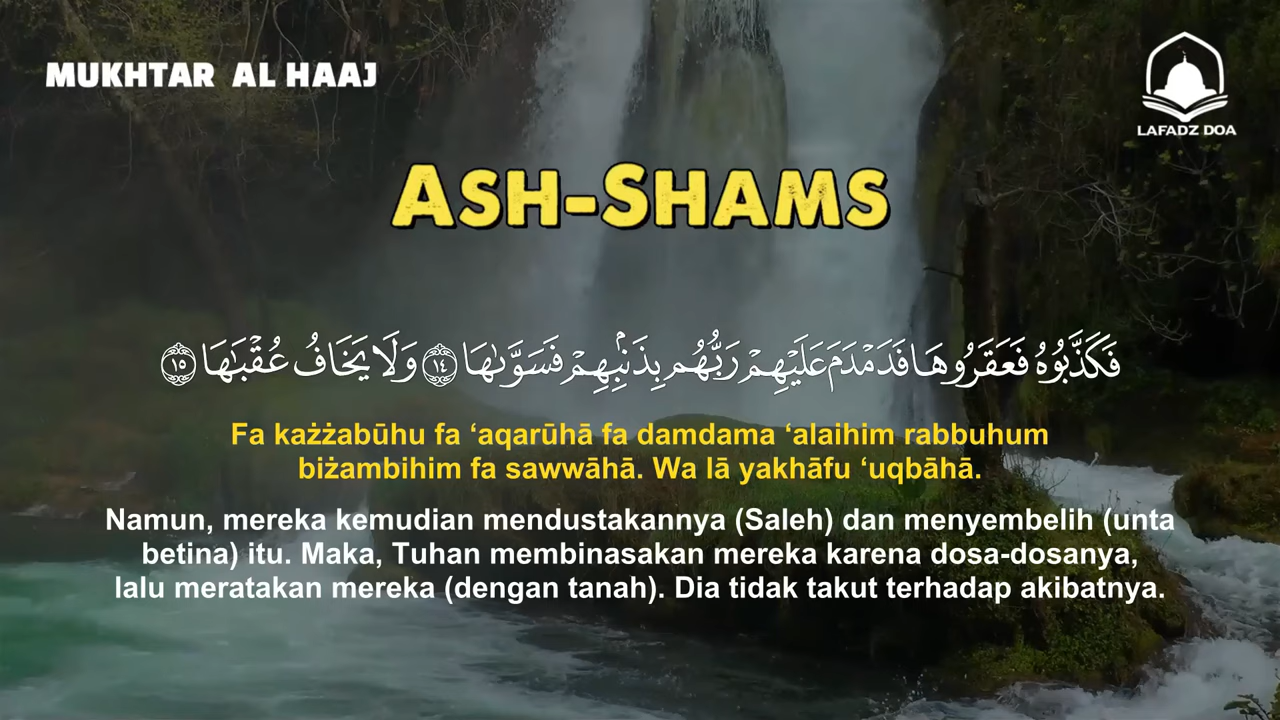 MUKHTAR AL HAAJ
LAFADZ DOA
ASH-SHAMS
فَكَذَّبُوهُ فَعَقَرُوهَا فَدَمْدَمَ عَلَيْهِمْ رَبُّهُم بِذَنۢبِهِمْ فَسَوَّىٰهَا ١٤ وَلَا يَخَافُ عُقْبَٰهَا ١٥
Fa każżabūhu fa ‘aqarūhā fa damdama ‘alaihim rabbuhum
biżambihim fa sawwāhā. Wa lā yakhāfu ‘uqbāhā.
Namun, mereka kemudian mendustakannya (Saleh) dan menyembelih (unta
betina) itu. Maka, Tuhan membinasakan mereka karena dosa-dosanya,
lalu meratakan mereka (dengan tanah). Dia tidak takut terhadap akibatnya.